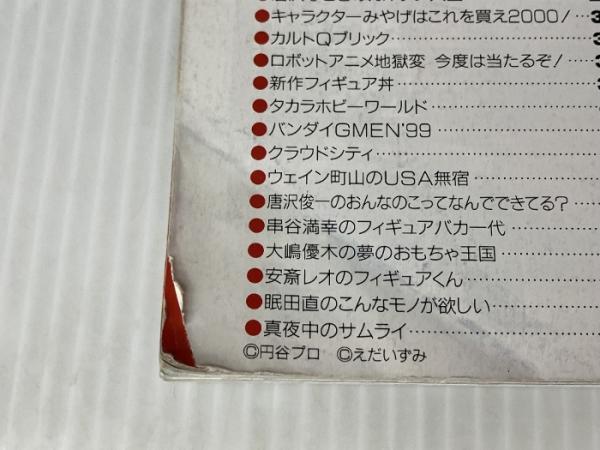 ●キャラクターみやげはこれを買え2000!…3
●カルトQブリック
●ロボットアニメ地獄変 今度は当たるぞ!……3
●新作フィギュア丼
●タカラホビーワールド
●バンダイGMEN'99
●クラウドシティ
●ウェイン町山のUSA無宿
●唐沢俊一のおんなのこってなんでできてる?
●串谷満幸のフィギュアバカ一代
●大嶋優木の夢のおもちゃ王国
●安斎レオのフィギュアくん
●眠田直のこんなモノが欲しい
●真夜中のサムライ
©円谷プロ ©えだいずみ